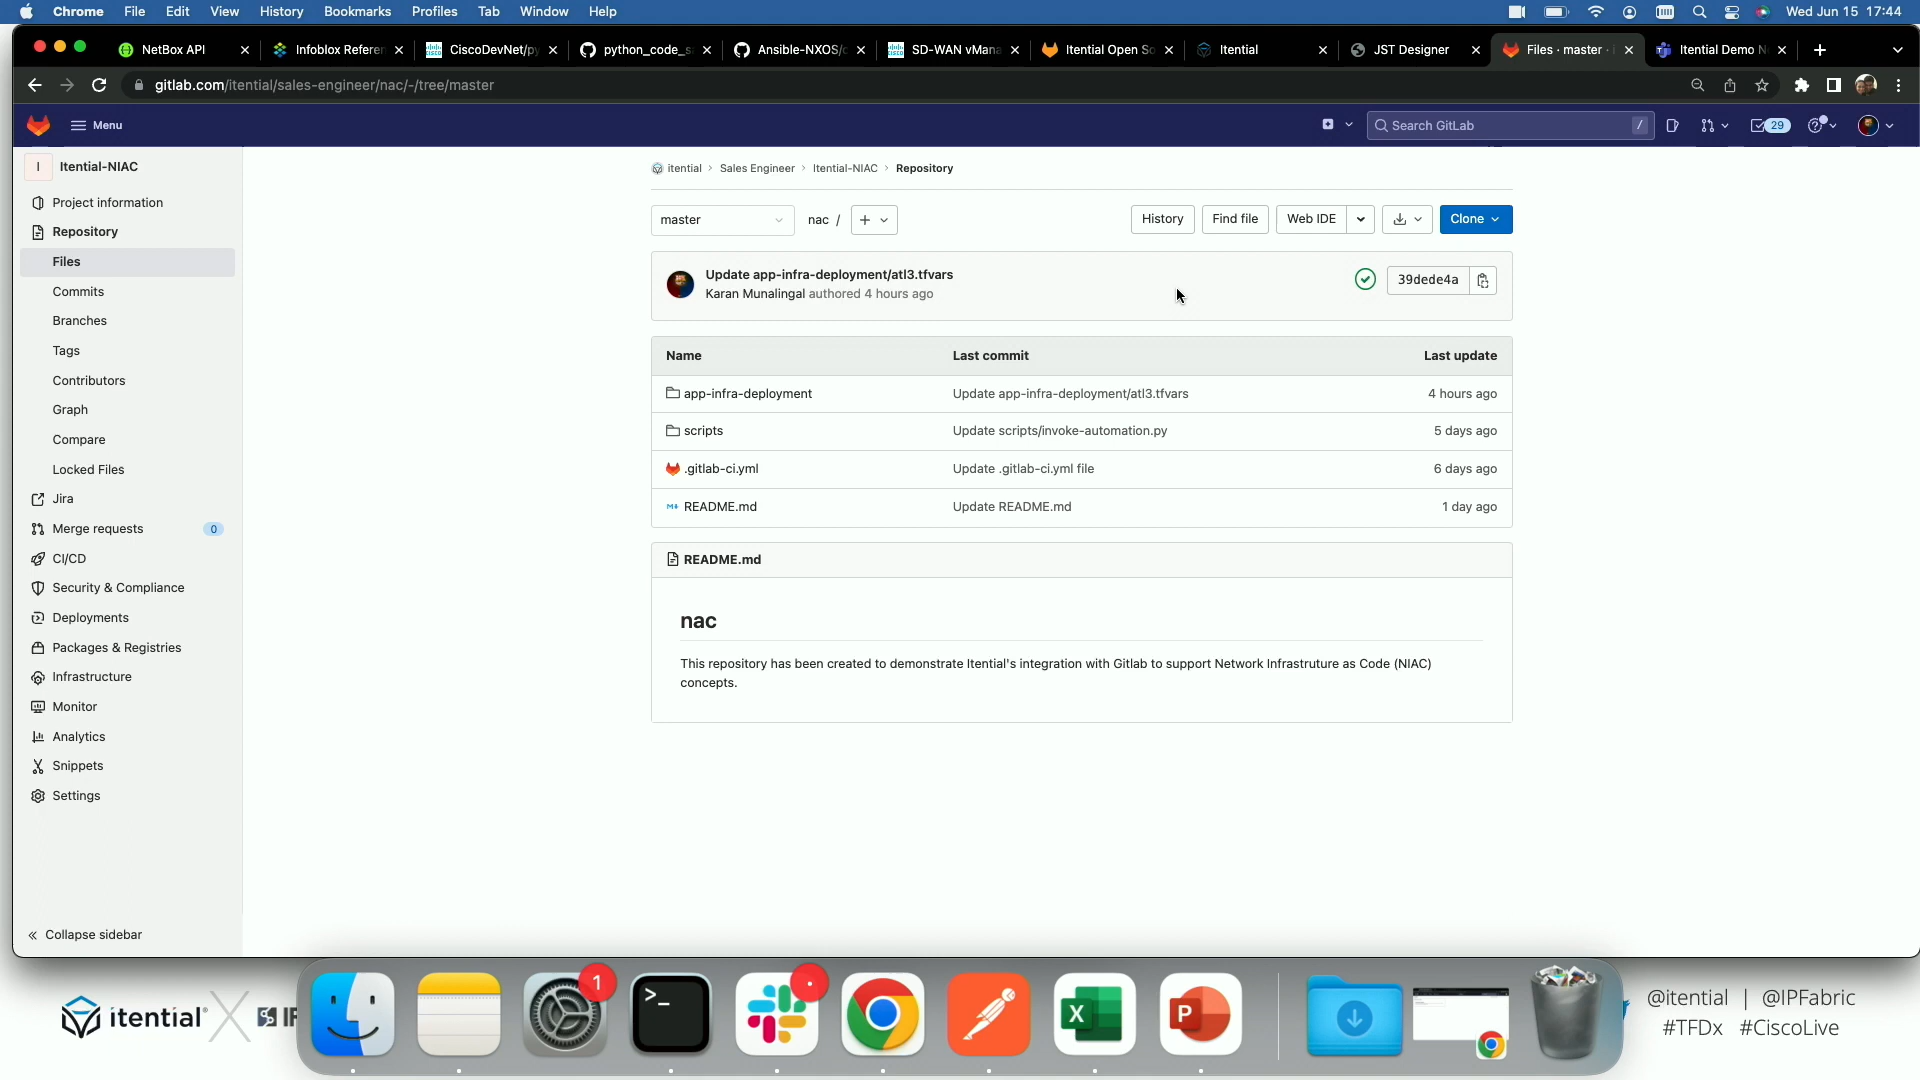 Chrome File Edit View History Bookmarks Profiles Tab Window Help Wed Jun 15 17:44
NetBox API Infoblox Referen CiscoDevNet/py python_code_s Ansible-NXOS/c SD-WAN vMana Itential Open So Itential JST Designer Files · master · Itential Demo N
gitlab.com/itential/sales-engineer/nac/-/tree/master
Menu Search GitLab / 29
I Itential-NIAC
itential › Sales Engineer › Itential-NIAC › Repository
Project information
Repository
Files
Commits
Branches
Tags
Contributors
Graph
Compare
Locked Files
Jira
Merge requests 0
CI/CD
Security & Compliance
Deployments
Packages & Registries
Infrastructure
Monitor
Analytics
Snippets
Settings
« Collapse sidebar
master nac / + History Find file Web IDE Clone
Update app-infra-deployment/atl3.tfvars
Karan Munalingal authored 4 hours ago
39dede4a
Name Last commit Last update
app-infra-deployment Update app-infra-deployment/atl3.tfvars 4 hours ago
scripts Update scripts/invoke-automation.py 5 days ago
.gitlab-ci.yml Update .gitlab-ci.yml file 6 days ago
README.md Update README.md 1 day ago
README.md
nac
This repository has been created to demonstrate Itential's integration with Gitlab to support Network Infrastruture as Code (NIAC)
concepts.
1
>_
X
P
itential
IF
@itential | @IPFabric
#TFDx #CiscoLive